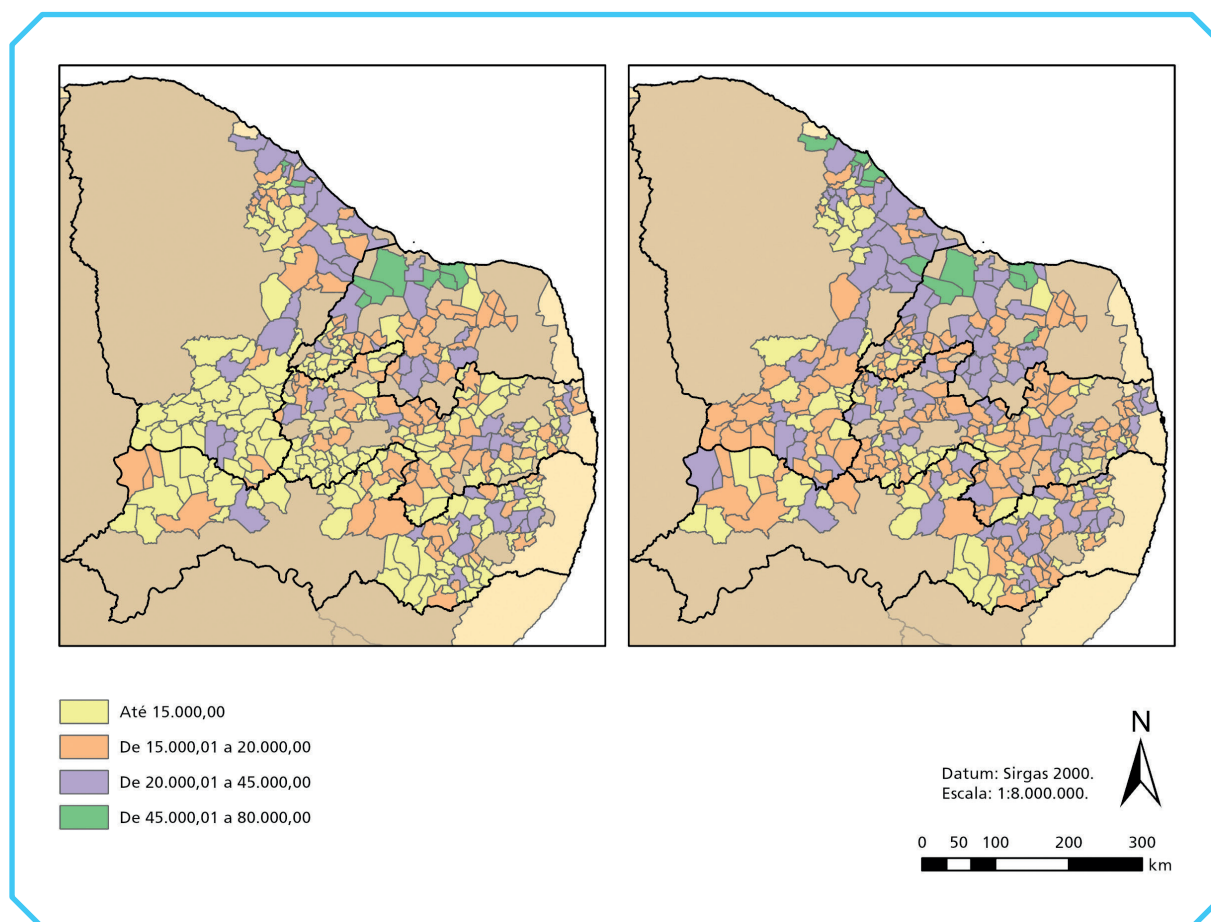 Até 15.000,00
De 15.000,01 a 20.000,00
De 20.000,01 a 45.000,00
De 45.000,01 a 80.000,00
N
Datum: Sirgas 2000.
Escala: 1:8.000.000.
0 50 100 200 300
km